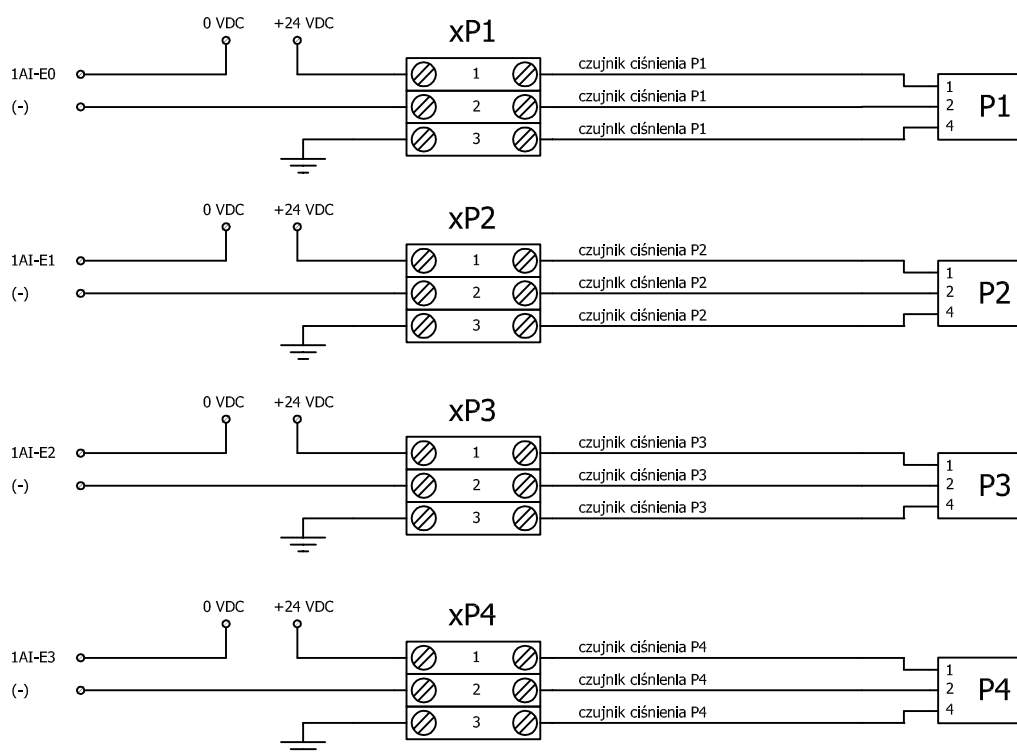 0 VDC +24 VDC
xP1
1AI-E0 1 czujnik ciśnienia P1 1
(-) 2 czujnik ciśnienia P1 2 P1
3 czujnik ciśnienia P1 4
0 VDC +24 VDC
xP2
1AI-E1 1 czujnik ciśnienia P2 1
(-) 2 czujnik ciśnienia P2 2 P2
3 czujnik ciśnienia P2 4
0 VDC +24 VDC
xP3
1AI-E2 1 czujnik ciśnienia P3 1
(-) 2 czujnik ciśnienia P3 2 P3
3 czujnik ciśnienia P3 4
0 VDC +24 VDC
xP4
1AI-E3 1 czujnik ciśnienia P4 1
(-) 2 czujnik ciśnienia P4 2 P4
3 czujnik ciśnienia P4 4